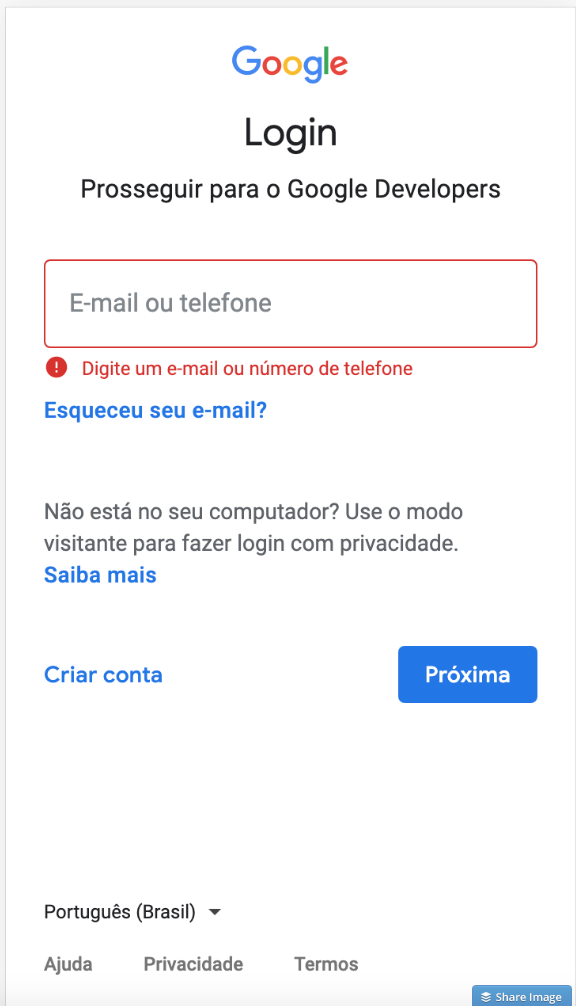 Google
Login
Prosseguir para o Google Developers
E-mail ou telefone
Digite um e-mail ou número de telefone
Esqueceu seu e-mail?
Não está no seu computador? Use o modo
visitante para fazer login com privacidade.
Saiba mais
Criar conta
Próxima
Português (Brasil)
Ajuda
Privacidade
Termos
Share Image